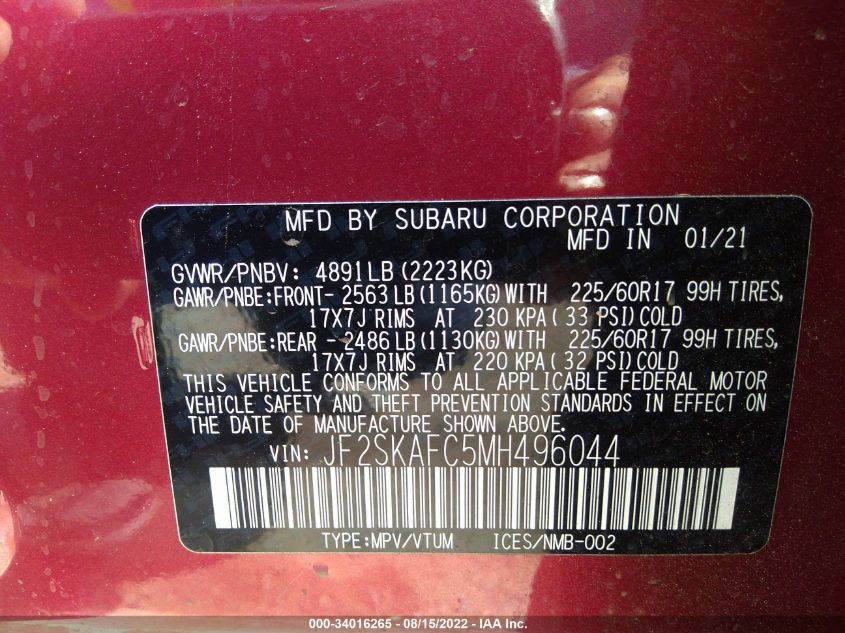 MFD BY SUBARU CORPORATION
MFD IN 01/21
GVWR/PNBV: 4891LB (2223KG)
GAWR/PNBE:FRONT- 2563 LB (1165KG) WITH 225/60R17 99H TIRES,
17X7J RIMS AT 230 KPA ( 33 PSI) COLD
GAWR/PNBE:REAR - 2486 LB (1130KG) WITH 225/60R17 99H TIRES,
17X7J RIMS AT 220 KPA ( 32 PSI) COLD
THIS VEHICLE CONFORMS TO ALL APPLICABLE FEDERAL MOTOR
VEHICLE SAFETY AND THEFT PREVENTION STANDARDS IN EFFECT ON
THE DATE OF MANUFACTURE SHOWN ABOVE.
VIN: JF2SKAFC5MH496044
TYPE:MPV/VTUM ICES/NMB-002
000-34016265 - 08/15/2022 - IAA Inc.